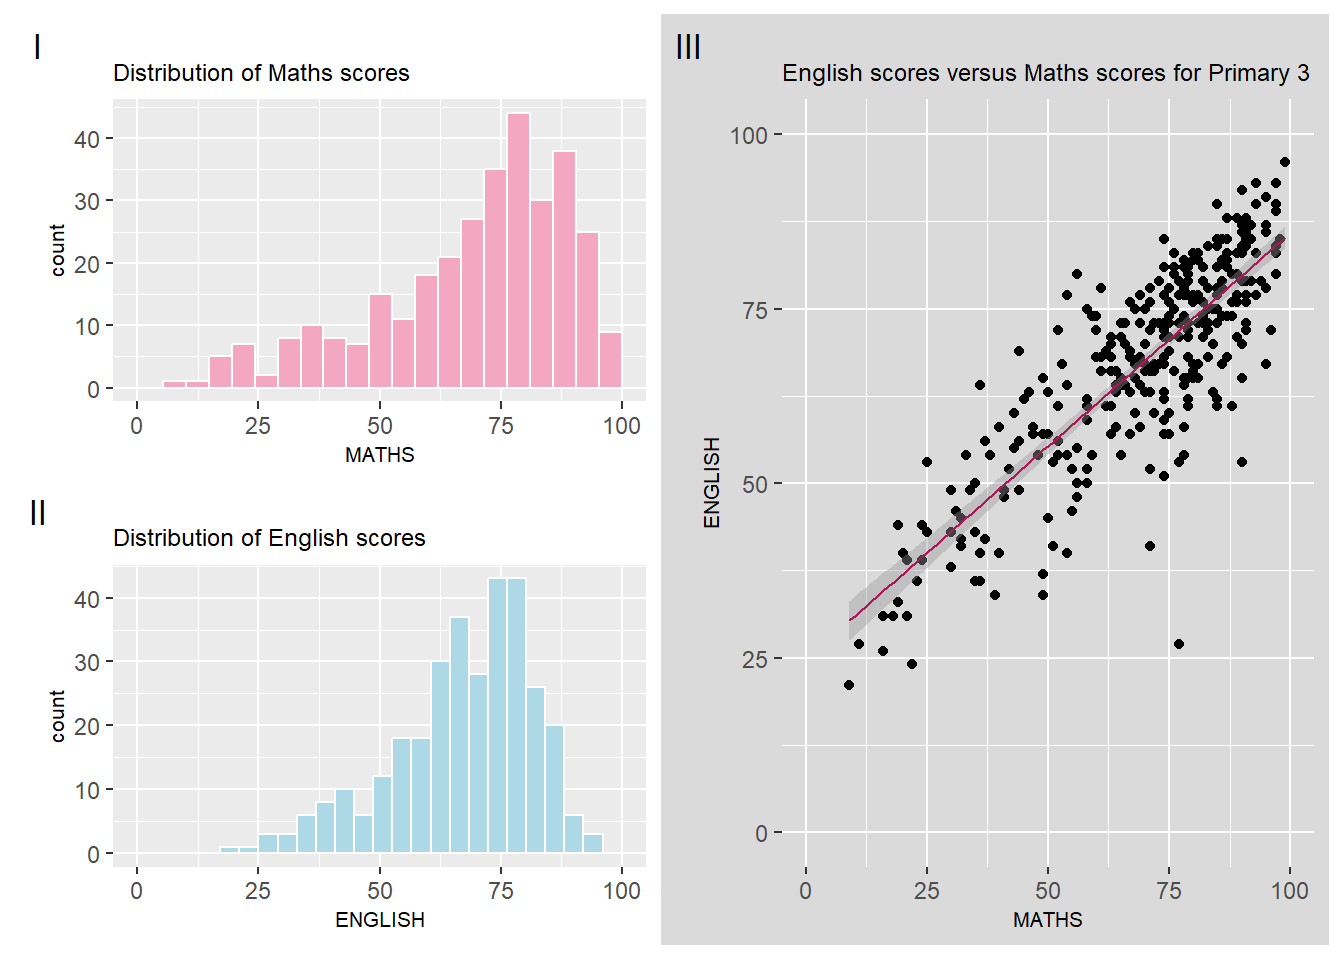 I
Distribution of Maths scores
40
30
20
10
0
count
0 25 50 75 100
MATHS
II
Distribution of English scores
40
30
20
10
0
count
0 25 50 75 100
ENGLISH
III
English scores versus Maths scores for Primary 3
100
75
50
25
0
ENGLISH
0 25 50 75 100
MATHS